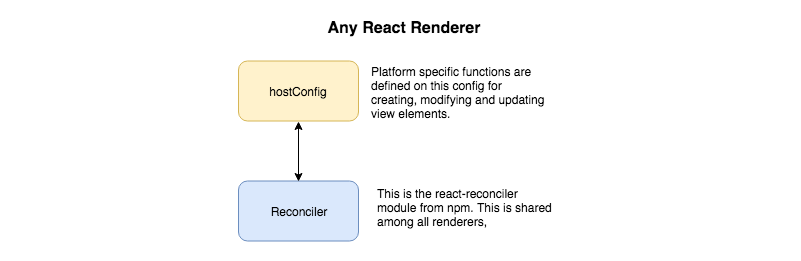 Any React Renderer
hostConfig
Platform specific functions are
defined on this config for
creating, modifying and updating
view elements.
Reconciler
This is the react-reconciler
module from npm. This is shared
among all renderers,